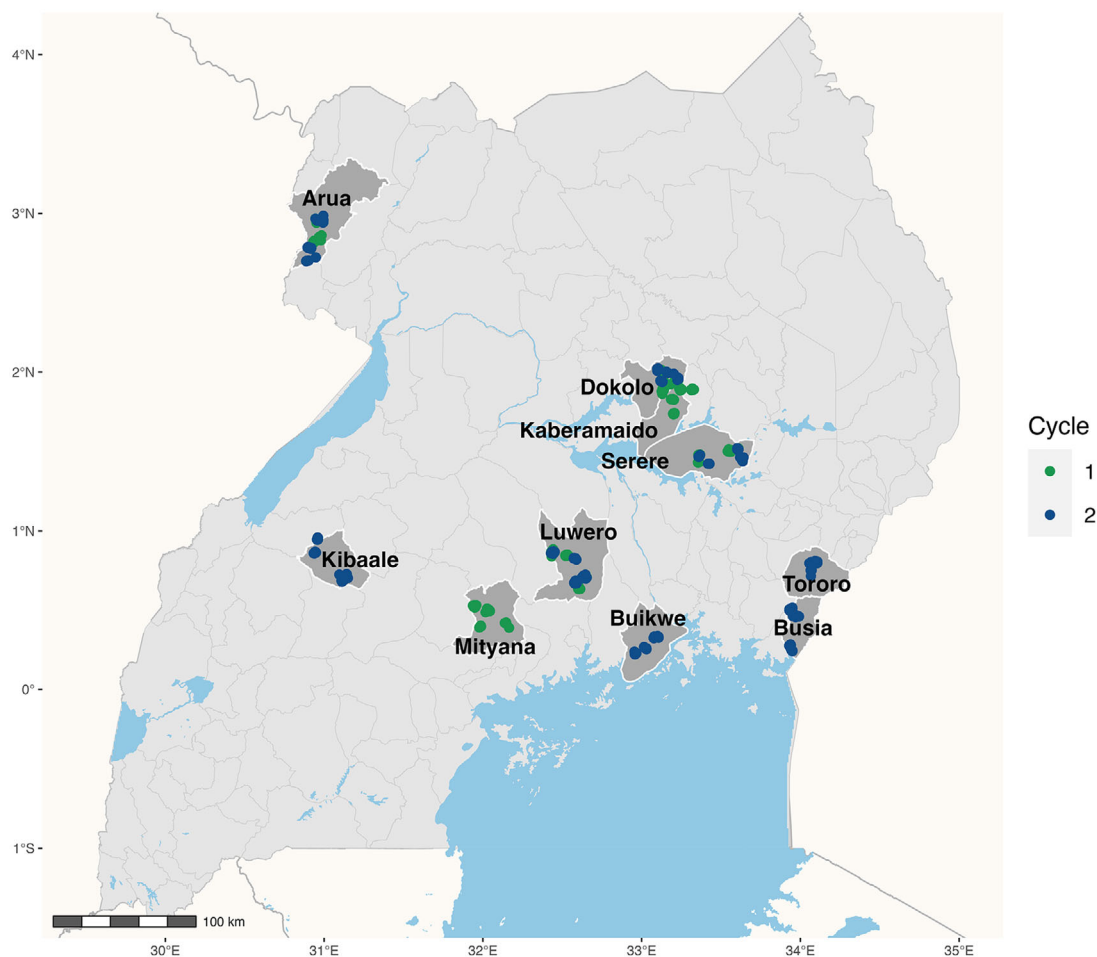 4°N
3°N
2°N
1°N
0°
1°S
Arua
Dokolo
Kaberamaido
Serere
Luwero
Kibaale
Tororo
Buikwe
Busia
Mityana
100 km
30°E
31°E
32°E
33°E
34°E
35°E
Cycle
1
2